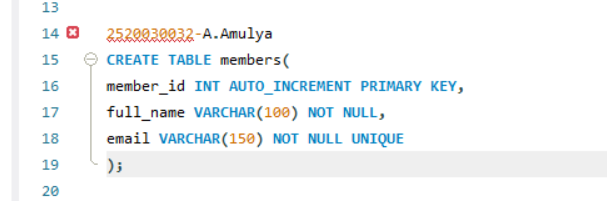 13
14 2520030032-A.Amulya
15 CREATE TABLE members(
16 member_id INT AUTO_INCREMENT PRIMARY KEY,
17 full_name VARCHAR(100) NOT NULL,
18 email VARCHAR(150) NOT NULL UNIQUE
19 );
20